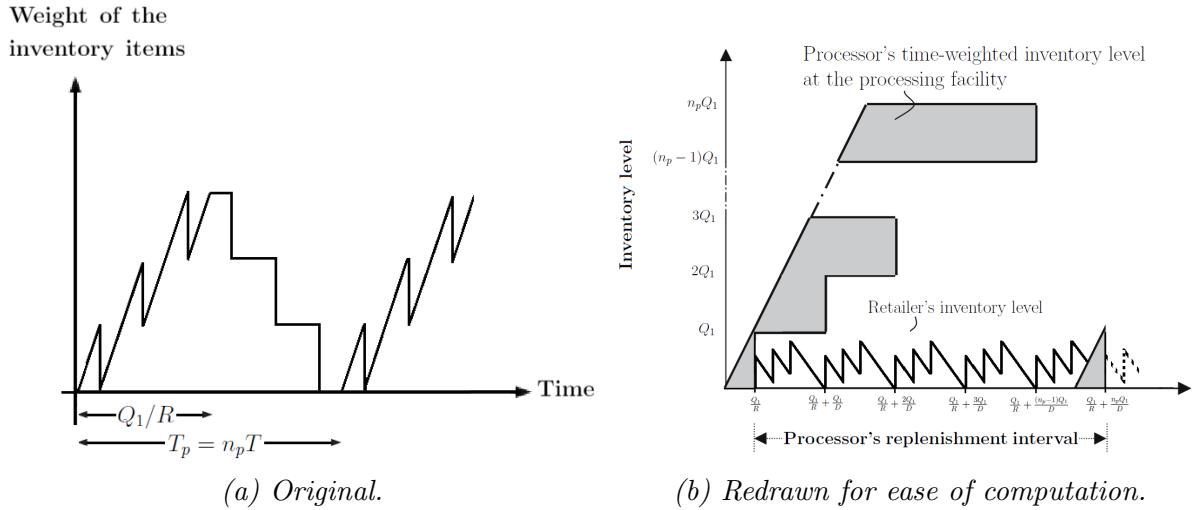 Weight of the
inventory items
Time
Q₁/R
Tₚ = nₚT
(a) Original.
Processor's time-weighted inventory level
at the processing facility
Inventory level
nₚQ₁
(nₚ − 1)Q₁
3Q₁
2Q₁
Q₁
Retailer's inventory level
Q₁/R
Q₁/R + Q₁/D
Q₁/R + 2Q₁/D
Q₁/R + 3Q₁/D
Q₁/R + (nₚ−1)Q₁/D
Q₁/R + nₚQ₁/D
Processor's replenishment interval
(b) Redrawn for ease of computation.